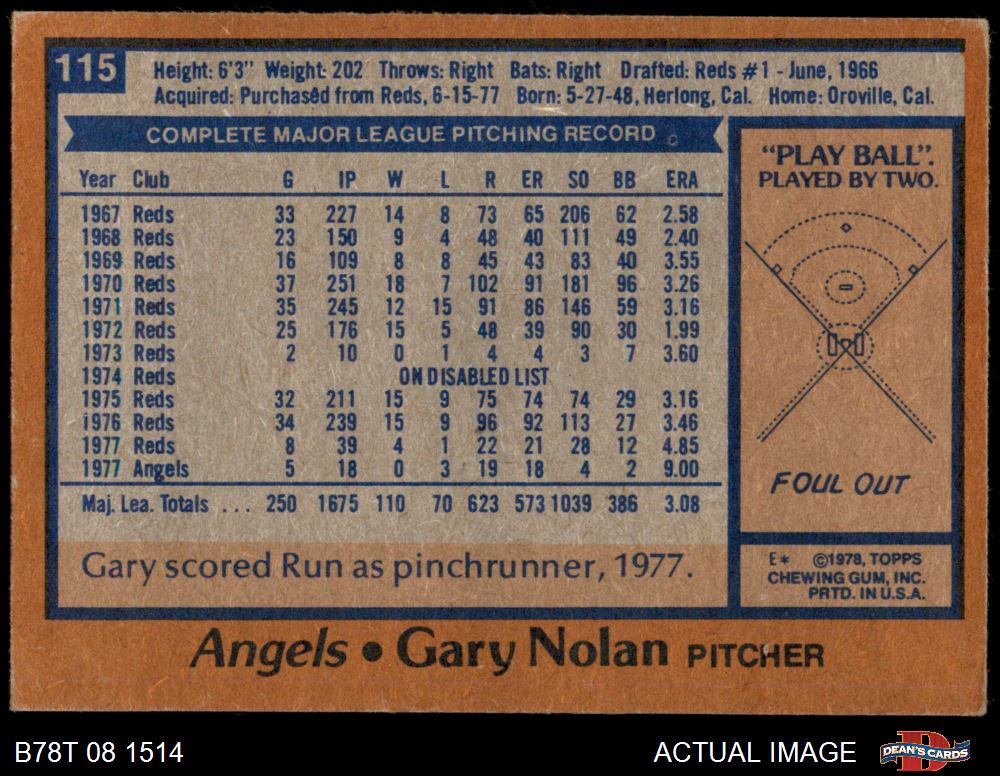 115
Height: 6'3" Weight: 202 Throws: Right Bats: Right Drafted: Reds #1 - June, 1966
Acquired: Purchased from Reds, 6-15-77 Born: 5-27-48, Herlong, Cal. Home: Oroville, Cal.
COMPLETE MAJOR LEAGUE PITCHING RECORD
Year Club G IP W L R ER SO BB ERA
1967 Reds 33 227 14 8 73 65 206 62 2.58
1968 Reds 23 150 9 4 48 40 111 49 2.40
1969 Reds 16 109 8 8 45 43 83 40 3.55
1970 Reds 37 251 18 7 102 91 181 96 3.26
1971 Reds 35 245 12 15 91 86 146 59 3.16
1972 Reds 25 176 15 5 48 39 90 30 1.99
1973 Reds 2 10 0 1 4 4 3 7 3.60
1974 Reds ON DISABLED LIST
1975 Reds 32 211 15 9 75 74 74 29 3.16
1976 Reds 34 239 15 9 96 92 113 27 3.46
1977 Reds 8 39 4 1 22 21 28 12 4.85
1977 Angels 5 18 0 3 19 18 4 2 9.00
Maj. Lea. Totals ... 250 1675 110 70 623 573 1039 386 3.08
Gary scored Run as pinchrunner, 1977.
"PLAY BALL".
PLAYED BY TWO.
FOUL OUT
E* ©1978, TOPPS
CHEWING GUM, INC.
PRTD. IN U.S.A.
Angels • Gary Nolan PITCHER
B78T 08 1514
ACTUAL IMAGE
DEAN'S CARDS